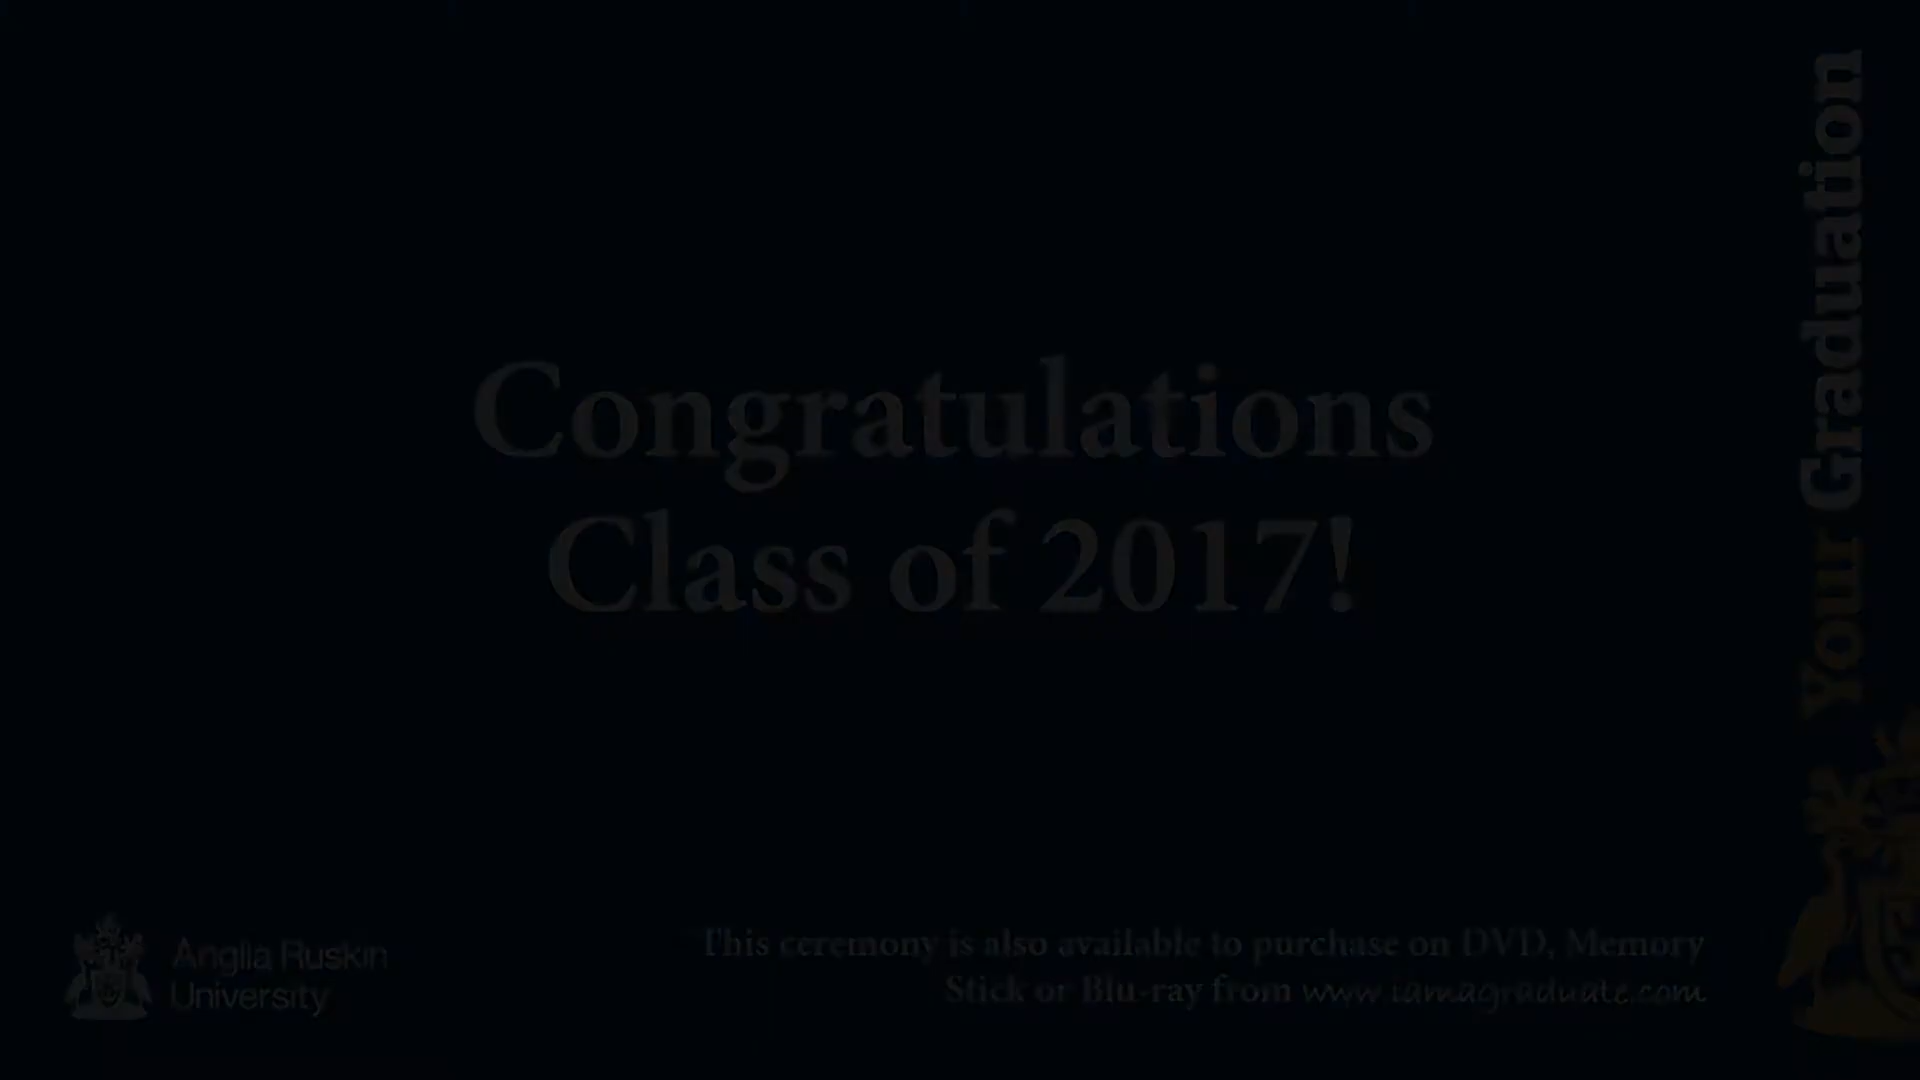 Congratulations
Class of 2017!
Your Graduation
Anglia Ruskin
University
This ceremony is also available to purchase on DVD, Memory
Stick or Blu-ray from www.iamagraduate.com